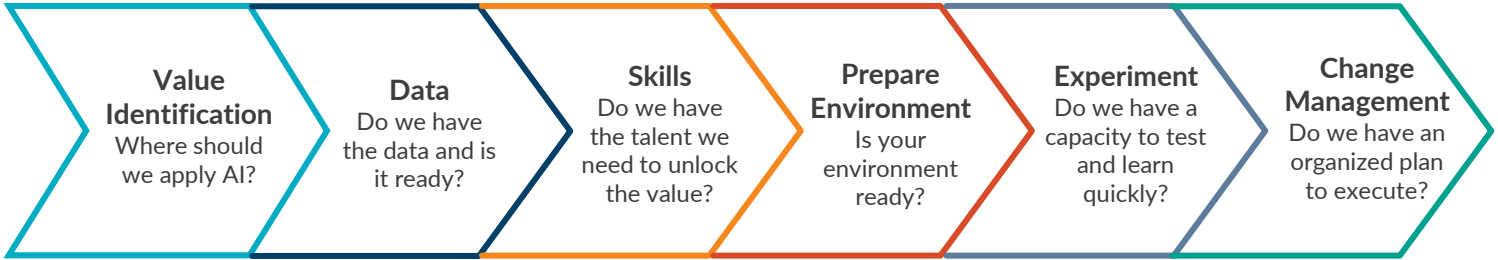 Value
Identification
Where should
we apply AI?
Data
Do we have
the data and is
it ready?
Skills
Do we have
the talent we
need to unlock
the value?
Prepare
Environment
Is your
environment
ready?
Experiment
Do we have a
capacity to test
and learn
quickly?
Change
Management
Do we have an
organized plan
to execute?